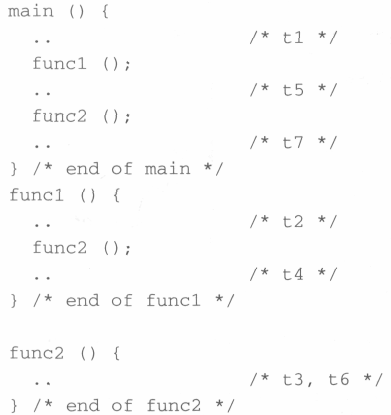 main () {
  ..                /* t1 */
  func1 ();
  ..                /* t5 */
  func2 ();
  ..                /* t7 */
} /* end of main */
func1 () {
  ..                /* t2 */
  func2 ();
  ..                /* t4 */
} /* end of func1 */

func2 () {
  ..                /* t3, t6 */
} /* end of func2 */